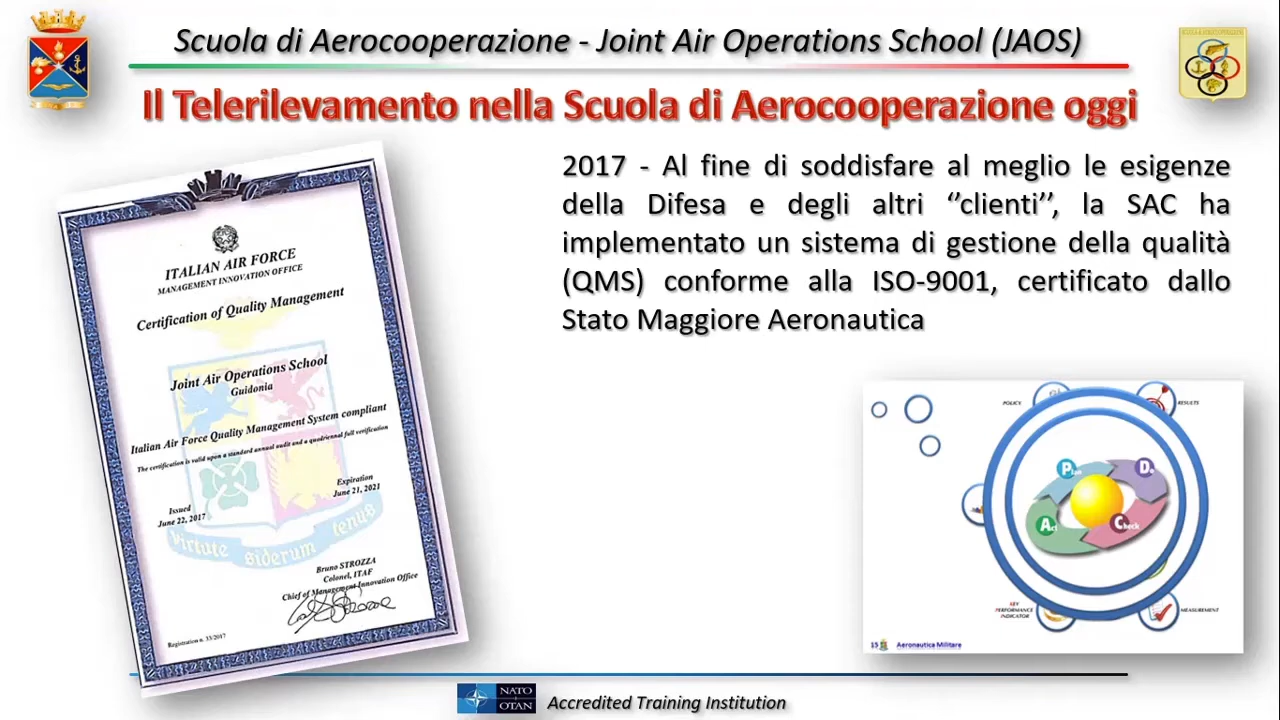 Scuola di Aerocooperazione - Joint Air Operations School (JAOS)
Il Telerilevamento nella Scuola di Aerocooperazione oggi
ITALIAN AIR FORCE
MANAGEMENT INNOVATION OFFICE
Certification of Quality Management
Joint Air Operations School
Guidonia
Italian Air Force Quality Management System compliant
The certification is valid upon a standard annual audit and a quadriennal full verification
Issued
June 22, 2017
Expiration
June 21, 2021
Virtute siderum tenus
Bruno STROZZA
Colonel, ITAF
Chief of Management Innovation Office
Registration n. 33/2017
2017 - Al fine di soddisfare al meglio le esigenze
della Difesa e degli altri ‘’clienti’’, la SAC ha
implementato un sistema di gestione della qualità
(QMS) conforme alla ISO-9001, certificato dallo
Stato Maggiore Aeronautica
POLICY
RESULTS
Plan
Do
Act
Check
KEY
PERFORMANCE
INDICATOR
MEASUREMENT
15
Aeronautica Militare
NATO
OTAN
Accredited Training Institution